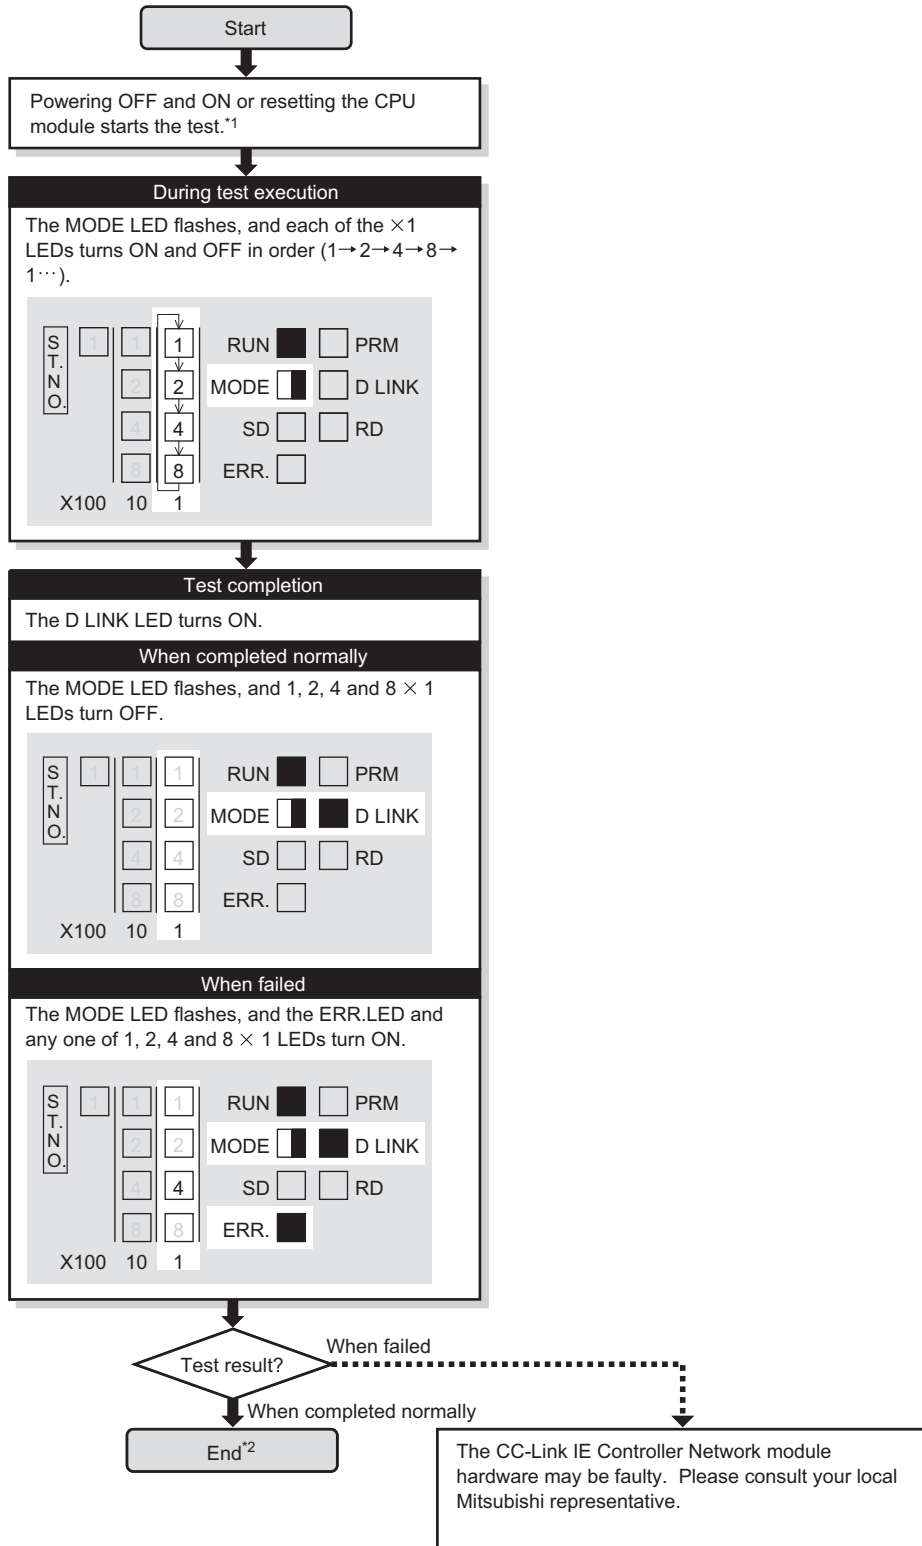 Start
Powering OFF and ON or resetting the CPU
module starts the test.*1
During test execution
The MODE LED flashes, and each of the ×1
LEDs turns ON and OFF in order (1→2→4→8→
1···).
S T. N O.
1 1 1 RUN PRM
2 2 MODE D LINK
4 4 SD RD
8 8 ERR.
X100 10 1
Test completion
The D LINK LED turns ON.
When completed normally
The MODE LED flashes, and 1, 2, 4 and 8 × 1
LEDs turn OFF.
S T. N O.
1 1 1 RUN PRM
2 2 MODE D LINK
4 4 SD RD
8 8 ERR.
X100 10 1
When failed
The MODE LED flashes, and the ERR.LED and
any one of 1, 2, 4 and 8 × 1 LEDs turn ON.
S T. N O.
1 1 1 RUN PRM
2 2 MODE D LINK
4 4 SD RD
8 8 ERR.
X100 10 1
Test result?
When failed
When completed normally
End*2
The CC-Link IE Controller Network module
hardware may be faulty. Please consult your local
Mitsubishi representative.